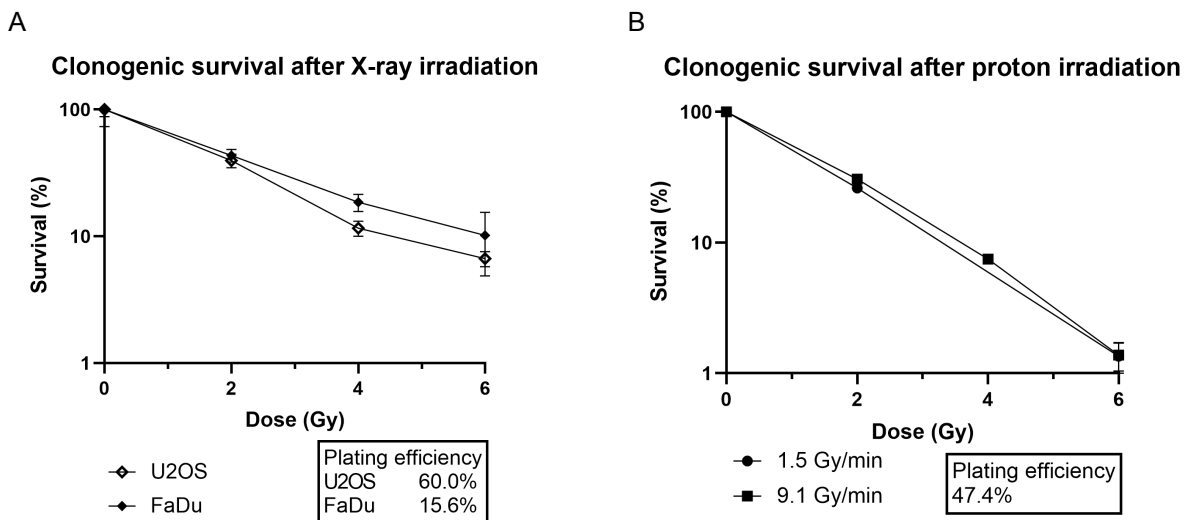 A
Clonogenic survival after X-ray irradiation
100
10
1
Survival (%)
0 2 4 6
Dose (Gy)
U2OS
FaDu
Plating efficiency
U2OS 60.0%
FaDu 15.6%
B
Clonogenic survival after proton irradiation
100
10
1
Survival (%)
0 2 4 6
Dose (Gy)
1.5 Gy/min
9.1 Gy/min
Plating efficiency
47.4%